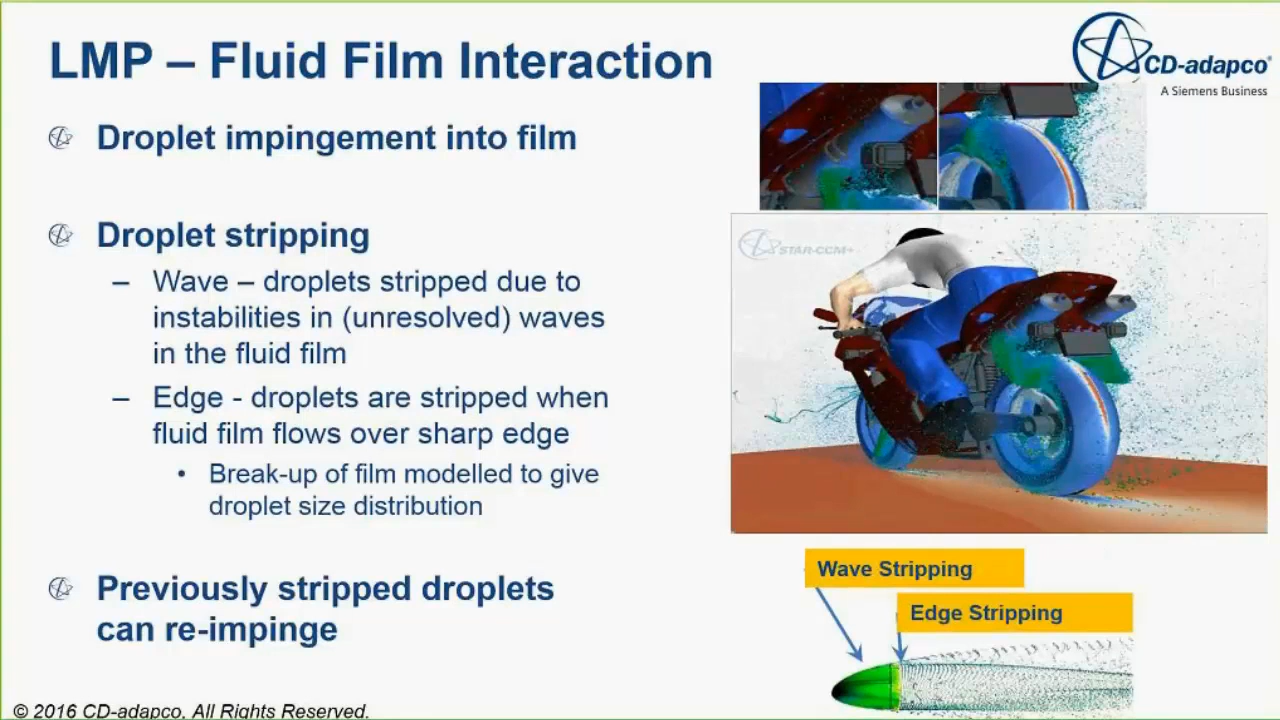 LMP – Fluid Film Interaction
CD-adapco
A Siemens Business
Droplet impingement into film
Droplet stripping
– Wave – droplets stripped due to
instabilities in (unresolved) waves
in the fluid film
– Edge - droplets are stripped when
fluid film flows over sharp edge
• Break-up of film modelled to give
droplet size distribution
Previously stripped droplets
can re-impinge
STAR-CCM+
Wave Stripping
Edge Stripping
© 2016 CD-adapco. All Rights Reserved.